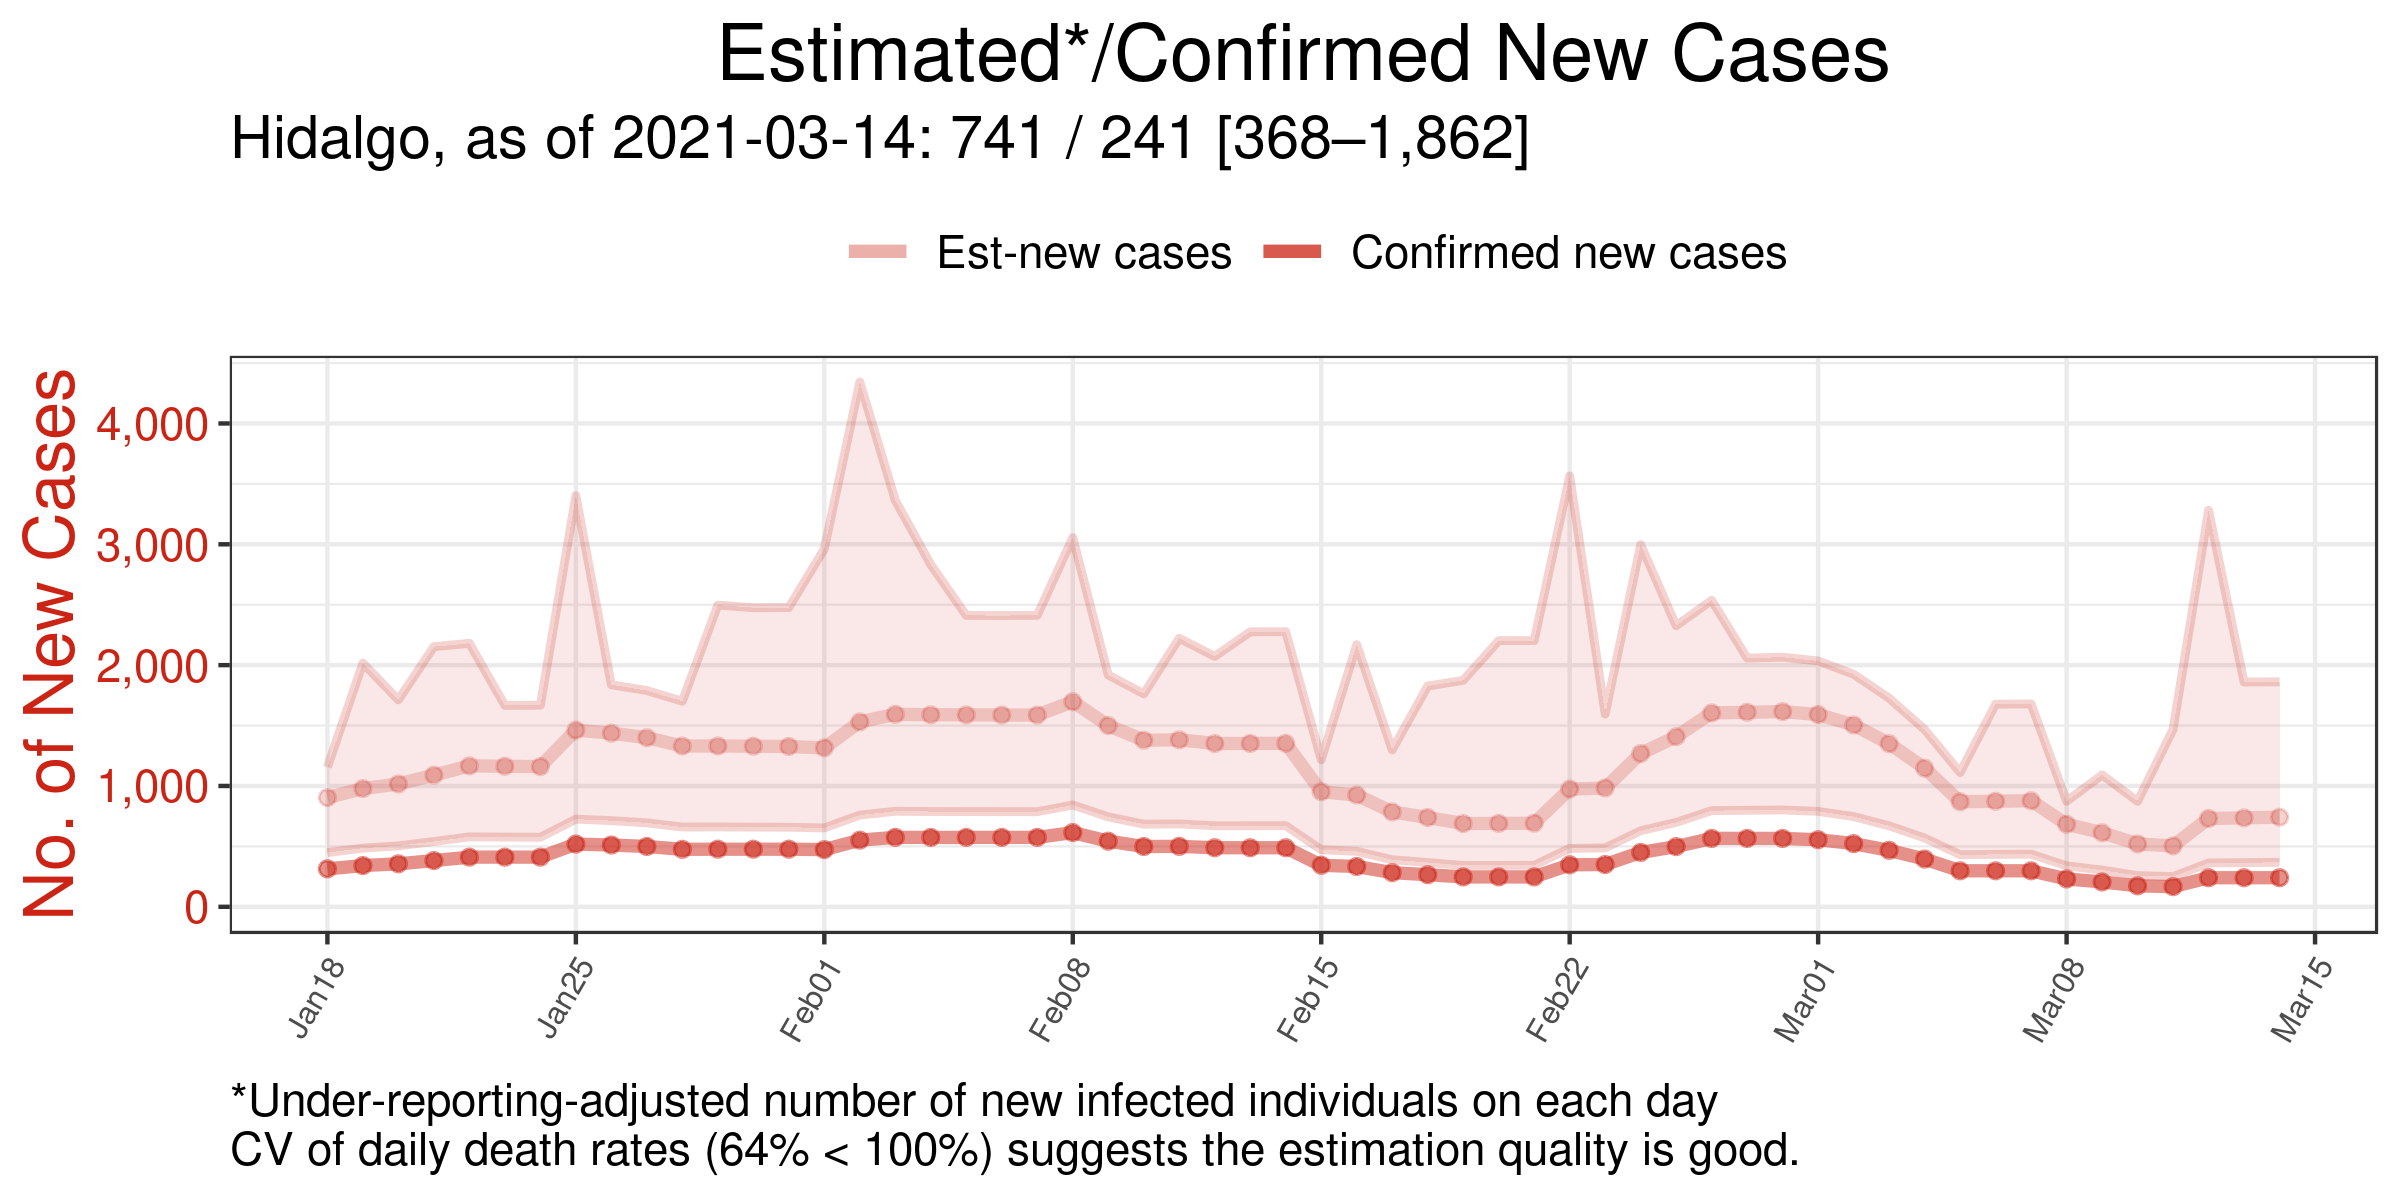 Estimated*/Confirmed New Cases
Hidalgo, as of 2021-03-14: 741 / 241 [368–1,862]
Est-new cases Confirmed new cases
No. of New Cases
4,000
3,000
2,000
1,000
0
Jan18 Jan25 Feb01 Feb08 Feb15 Feb22 Mar01 Mar08 Mar15
*Under-reporting-adjusted number of new infected individuals on each day
CV of daily death rates (64% < 100%) suggests the estimation quality is good.